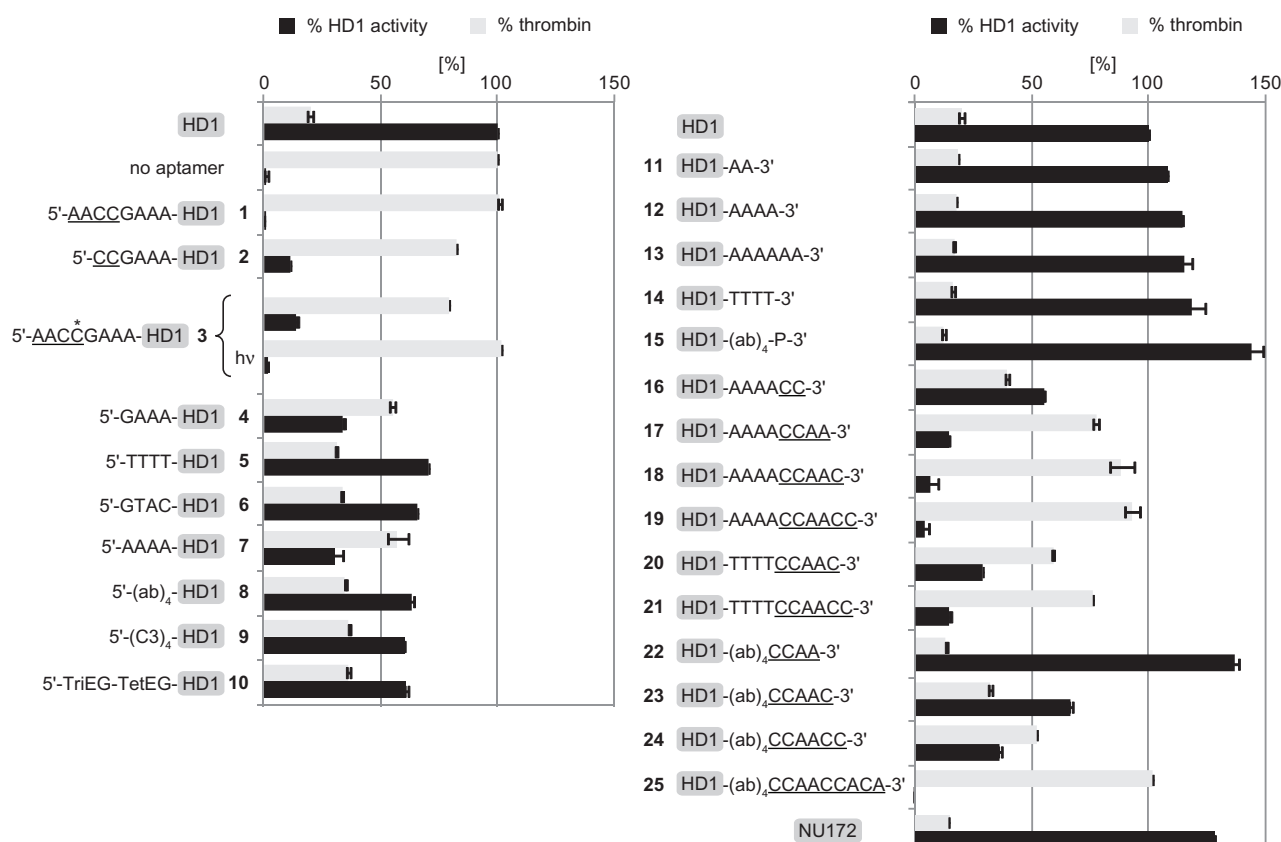 % HD1 activity % thrombin
[%]
0 50 100 150
HD1
no aptamer
5'-AACCGAAA-HD1 1
5'-CCGAAA-HD1 2
*
5'-AACCGAAA-HD1 3
hν
5'-GAAA-HD1 4
5'-TTTT-HD1 5
5'-GTAC-HD1 6
5'-AAAA-HD1 7
5'-(ab)4-HD1 8
5'-(C3)4-HD1 9
5'-TriEG-TetEG-HD1 10
% HD1 activity % thrombin
[%]
0 50 100 150
HD1
11 HD1-AA-3'
12 HD1-AAAA-3'
13 HD1-AAAAAA-3'
14 HD1-TTTT-3'
15 HD1-(ab)4-P-3'
16 HD1-AAAACC-3'
17 HD1-AAAACCAA-3'
18 HD1-AAAACCAAC-3'
19 HD1-AAAACCAACC-3'
20 HD1-TTTTCCAAC-3'
21 HD1-TTTTCCAACC-3'
22 HD1-(ab)4CCAA-3'
23 HD1-(ab)4CCAAC-3'
24 HD1-(ab)4CCAACC-3'
25 HD1-(ab)4CCAACCACA-3'
NU172